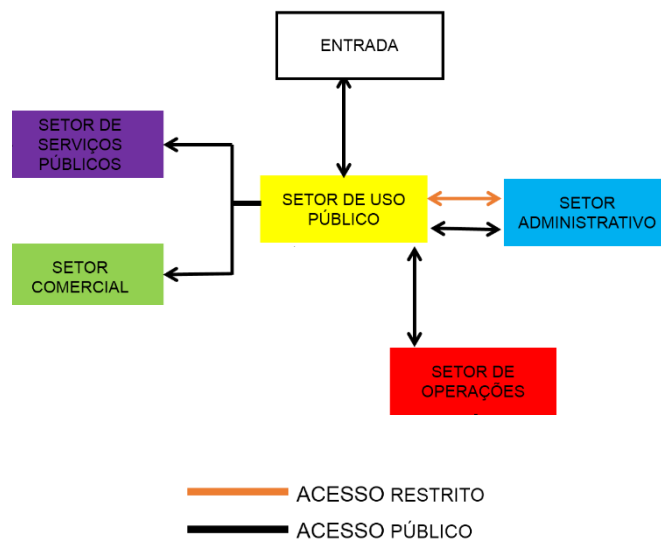 ENTRADA
SETOR DE
SERVIÇOS
PÚBLICOS
SETOR DE USO
PÚBLICO
SETOR
ADMINISTRATIVO
SETOR
COMERCIAL
SETOR DE
OPERAÇÕES
ACESSO RESTRITO
ACESSO PÚBLICO